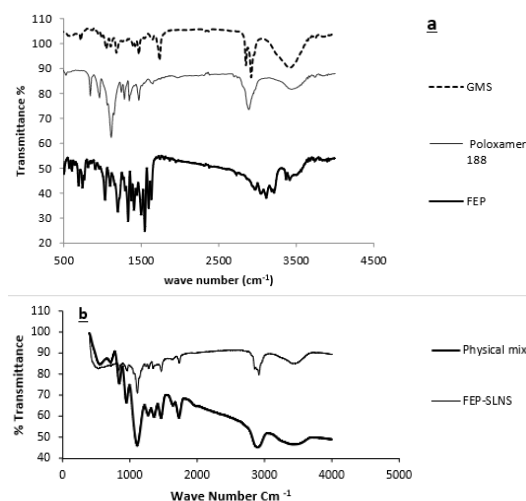 a
110
100
90
80
70
60
50
40
30
20
Transmittance %
500
1500
2500
3500
4500
wave number (cm-1)
GMS
Poloxamer
188
FEP
b
110
100
90
80
70
60
50
40
% Transmittance
0
1000
2000
3000
4000
5000
Wave Number Cm -1
Physical mix
FEP-SLNS